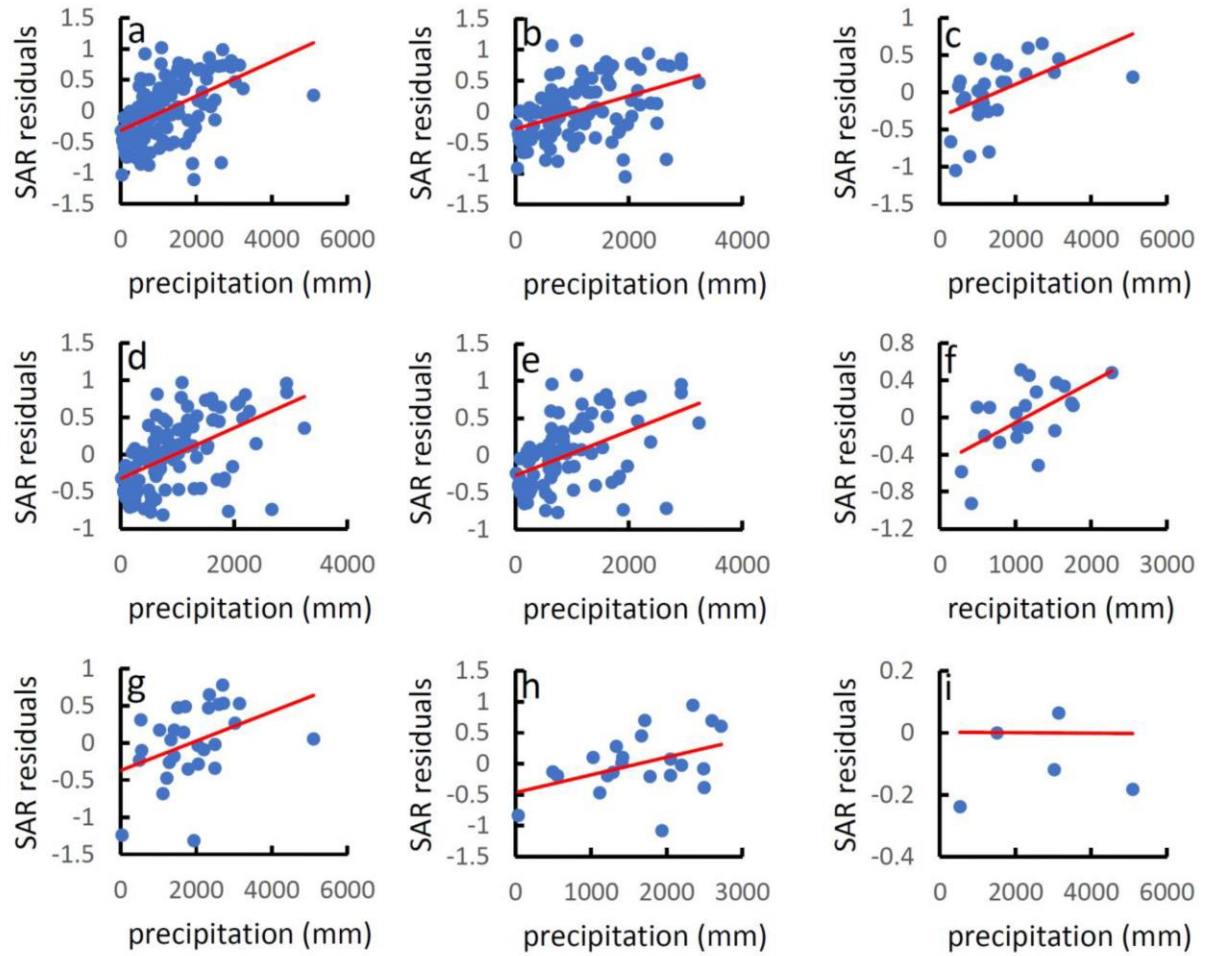 a
SAR residuals
1.5
1
0.5
0
-0.5
-1
-1.5
0 2000 4000 6000
precipitation (mm)
b
SAR residuals
1.5
1
0.5
0
-0.5
-1
-1.5
0 2000 4000
precipitation (mm)
c
SAR residuals
1
0.5
0
-0.5
-1
-1.5
0 2000 4000 6000
precipitation (mm)
d
SAR residuals
1.5
1
0.5
0
-0.5
-1
0 2000 4000
precipitation (mm)
e
SAR residuals
1.5
1
0.5
0
-0.5
-1
0 2000 4000
precipitation (mm)
f
SAR residuals
0.8
0.4
0
-0.4
-0.8
-1.2
0 1000 2000 3000
recipitation (mm)
g
SAR residuals
1
0.5
0
-0.5
-1
-1.5
0 2000 4000 6000
precipitation (mm)
h
SAR residuals
1.5
1
0.5
0
-0.5
-1
-1.5
0 1000 2000 3000
precipitation (mm)
i
SAR residuals
0.2
0
-0.2
-0.4
0 2000 4000 6000
precipitation (mm)